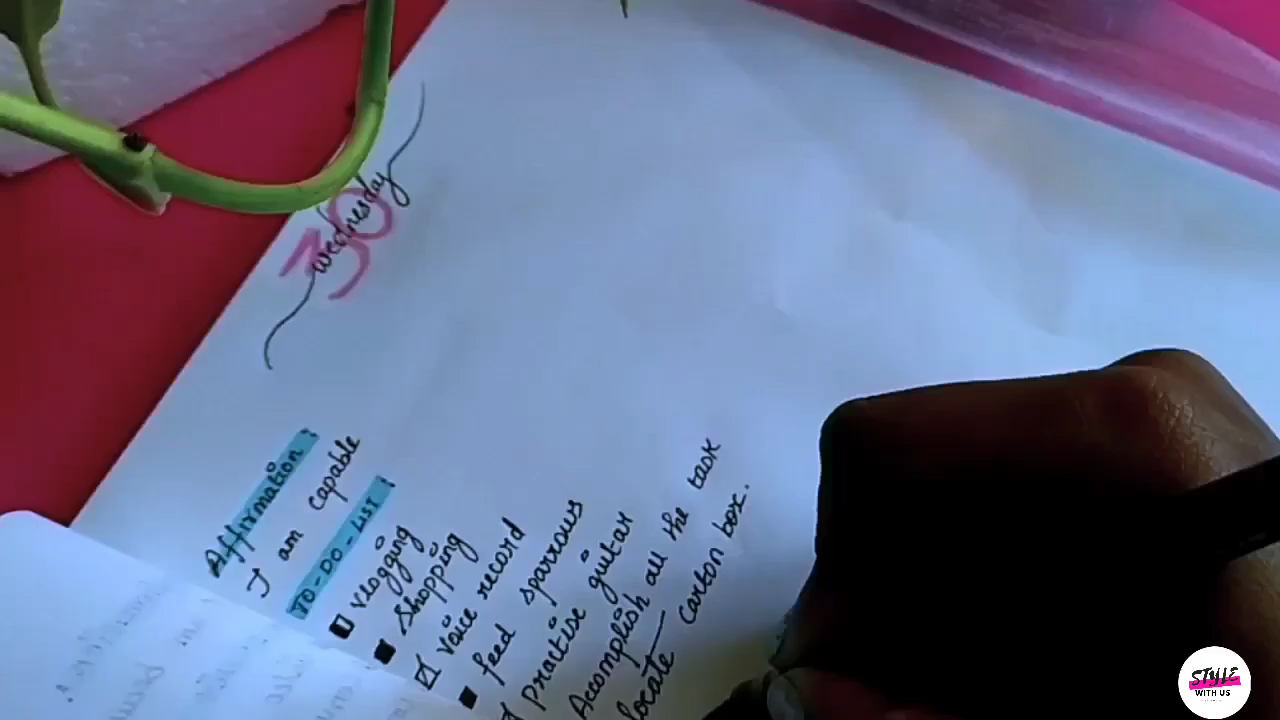 30
wednesday
Affirmation :
I am capable
TO-DO-LIST :
Vlogging
Shopping
Voice record
feed sparrows
Practise guitar
Accomplish all the task
locate carton box.
STYLE
WITH US